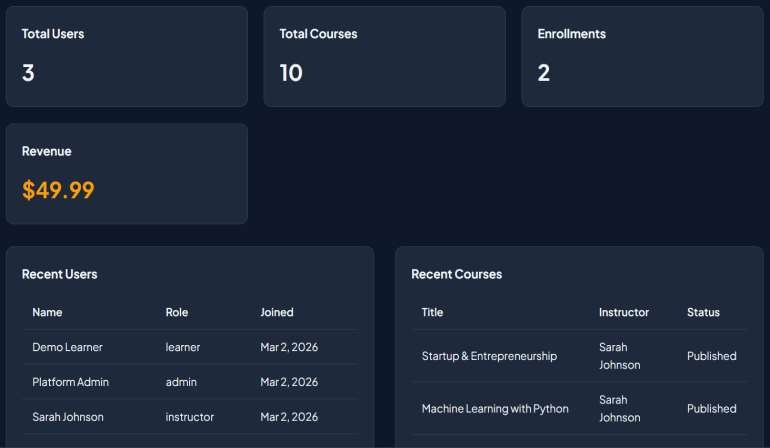 Total Users
3
Total Courses
10
Enrollments
2
Revenue
$49.99
Recent Users
Name Role Joined
Demo Learner learner Mar 2, 2026
Platform Admin admin Mar 2, 2026
Sarah Johnson instructor Mar 2, 2026
Recent Courses
Title Instructor Status
Startup & Entrepreneurship Sarah Johnson Published
Machine Learning with Python Sarah Johnson Published